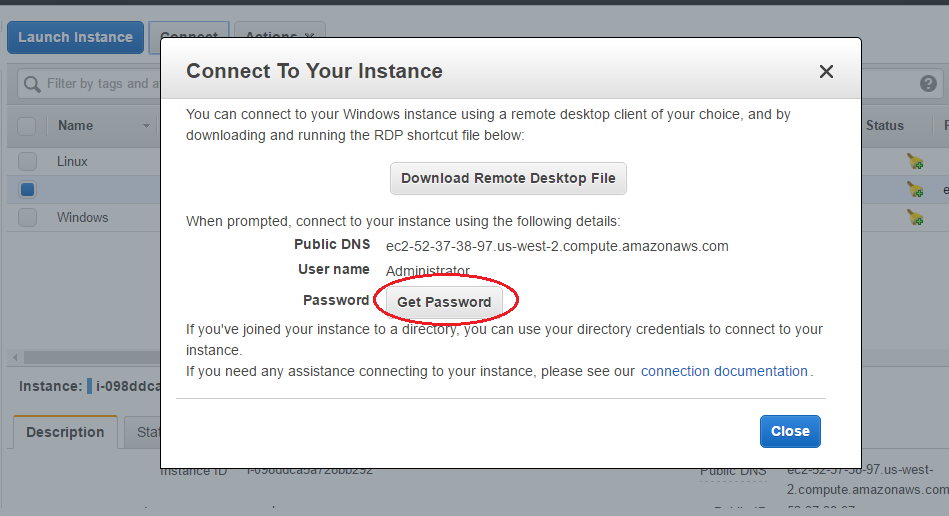 Launch Instance
Connect
Actions
Filter by tags and a
Name
Status
Linux
Windows
Connect To Your Instance
You can connect to your Windows instance using a remote desktop client of your choice, and by
downloading and running the RDP shortcut file below:
Download Remote Desktop File
When prompted, connect to your instance using the following details:
Public DNS ec2-52-37-38-97.us-west-2.compute.amazonaws.com
User name Administrator
Password Get Password
If you've joined your instance to a directory, you can use your directory credentials to connect to your
instance.
If you need any assistance connecting to your instance, please see our connection documentation.
Close
Instance: i-098ddca
Description
Stat
Instance ID i-098ddca5a726bb292
Public DNS ec2-52-37-38-97.us-west-
2.compute.amazonaws.com